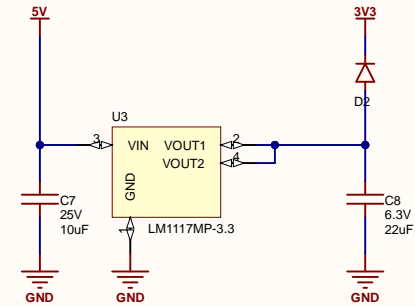 5V
3V3
D2
U3
3
VIN
VOUT1
2
VOUT2
4
GND
1
LM1117MP-3.3
C7
25V
10uF
C8
6.3V
22uF
GND
GND
GND